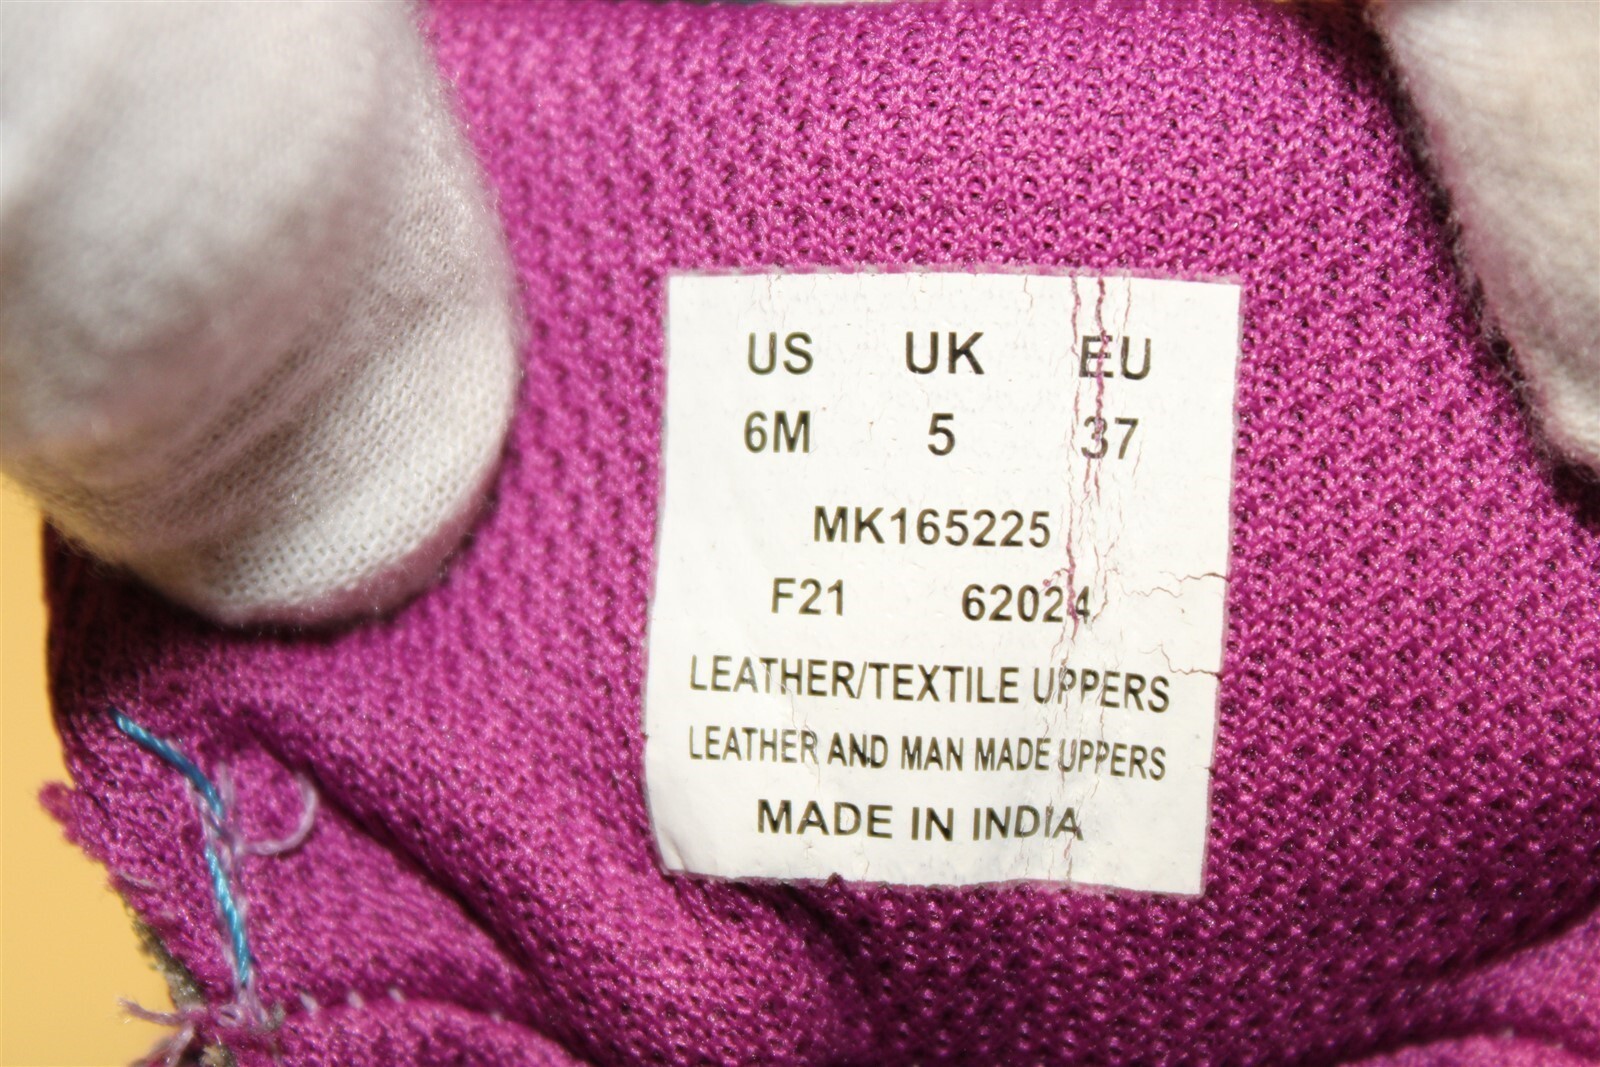 US UK EU
6M 5 37
MK165225
F21 62024
LEATHER/TEXTILE UPPERS
LEATHER AND MAN MADE UPPERS
MADE IN INDIA